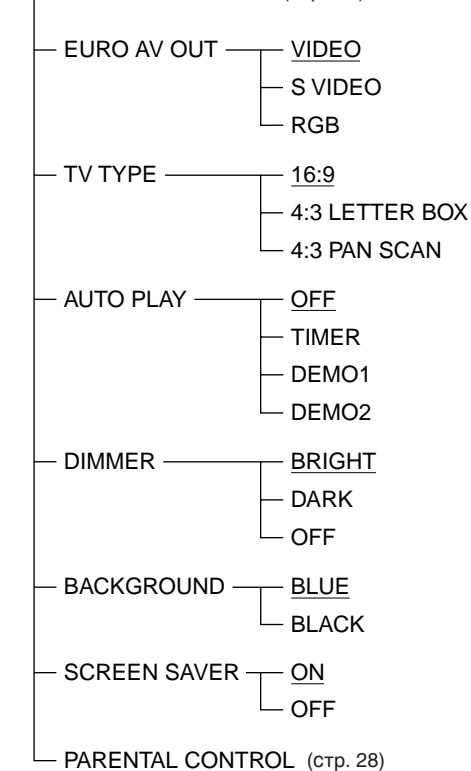 EURO AV OUT VIDEO
S VIDEO
RGB
TV TYPE 16:9
4:3 LETTER BOX
4:3 PAN SCAN
AUTO PLAY OFF
TIMER
DEMO1
DEMO2
DIMMER BRIGHT
DARK
OFF
BACKGROUND BLUE
BLACK
SCREEN SAVER ON
OFF
PARENTAL CONTROL (стр. 28)